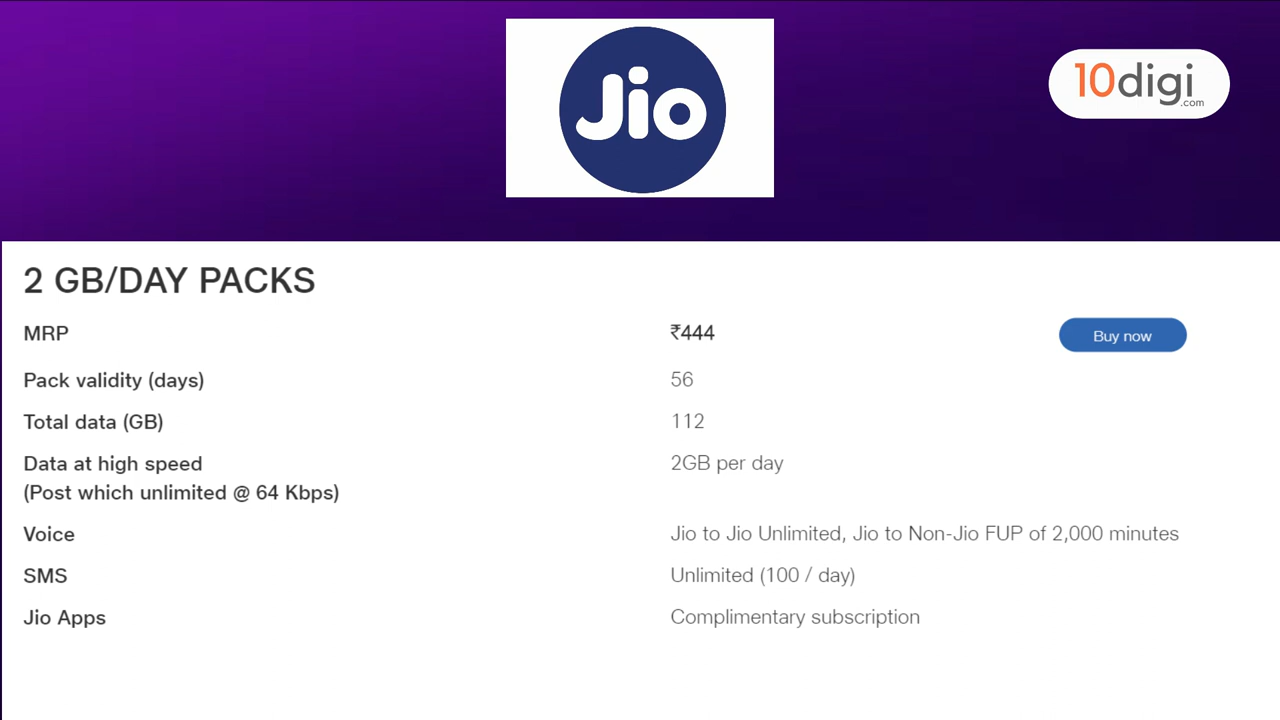 Jio
10digi
.com
2 GB/DAY PACKS
MRP ₹444 Buy now
Pack validity (days) 56
Total data (GB) 112
Data at high speed 2GB per day
(Post which unlimited @ 64 Kbps)
Voice Jio to Jio Unlimited, Jio to Non-Jio FUP of 2,000 minutes
SMS Unlimited (100 / day)
Jio Apps Complimentary subscription